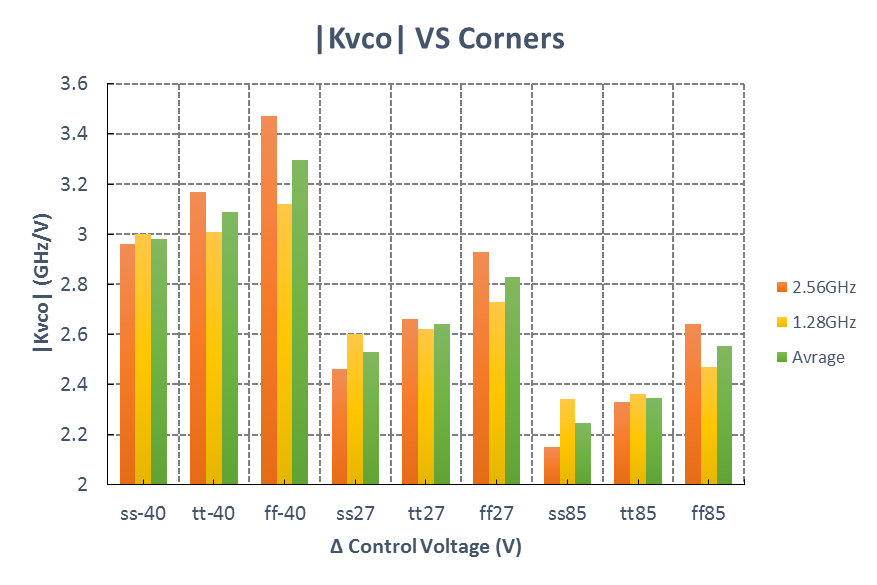 |Kvco| VS Corners
3.6
3.4
3.2
3
2.8
2.6
2.4
2.2
2
|Kvco| (GHz/V)
ss-40 tt-40 ff-40 ss27 tt27 ff27 ss85 tt85 ff85
Δ Control Voltage (V)
2.56GHz
1.28GHz
Avrage